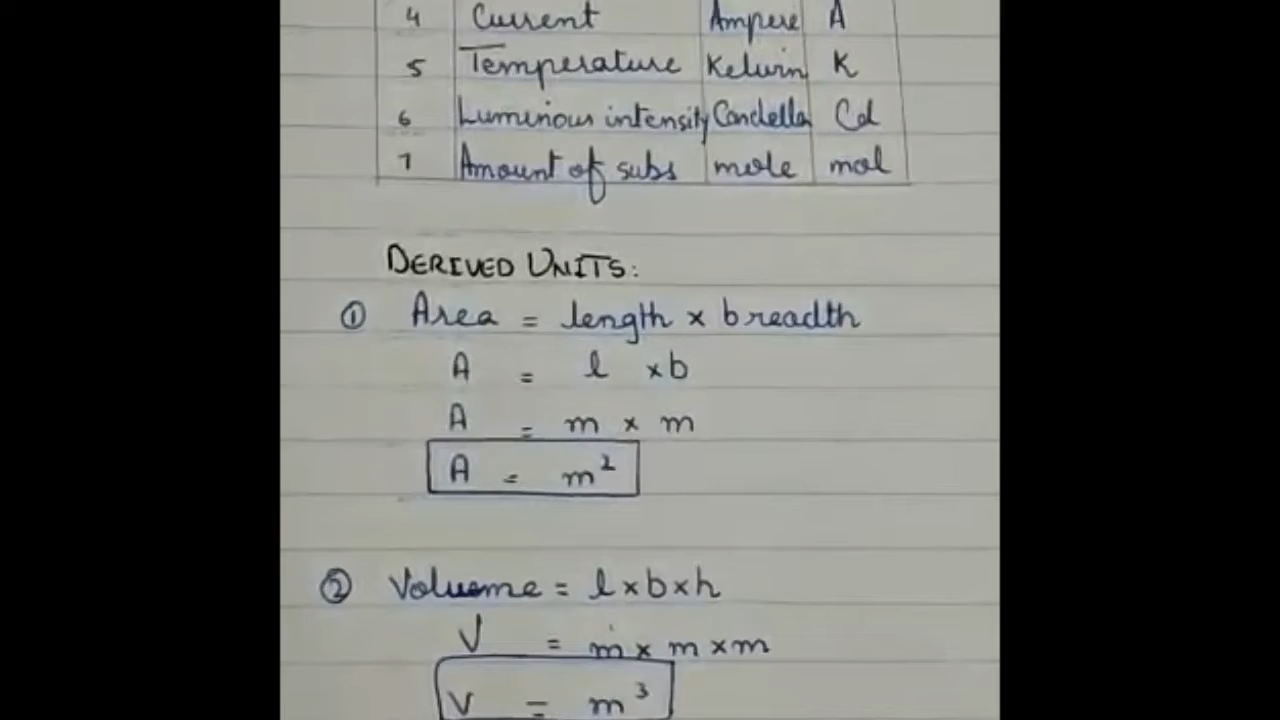 4 Current Ampere A
5 Temperature Kelvin K
6 Luminous intensity Candella Cd
7 Amount of subs mole mol
DERIVED UNITS:
① Area = length × breadth
A = l × b
A = m × m
A = m²
② Voluome = l × b × h
V = m × m × m
V = m³